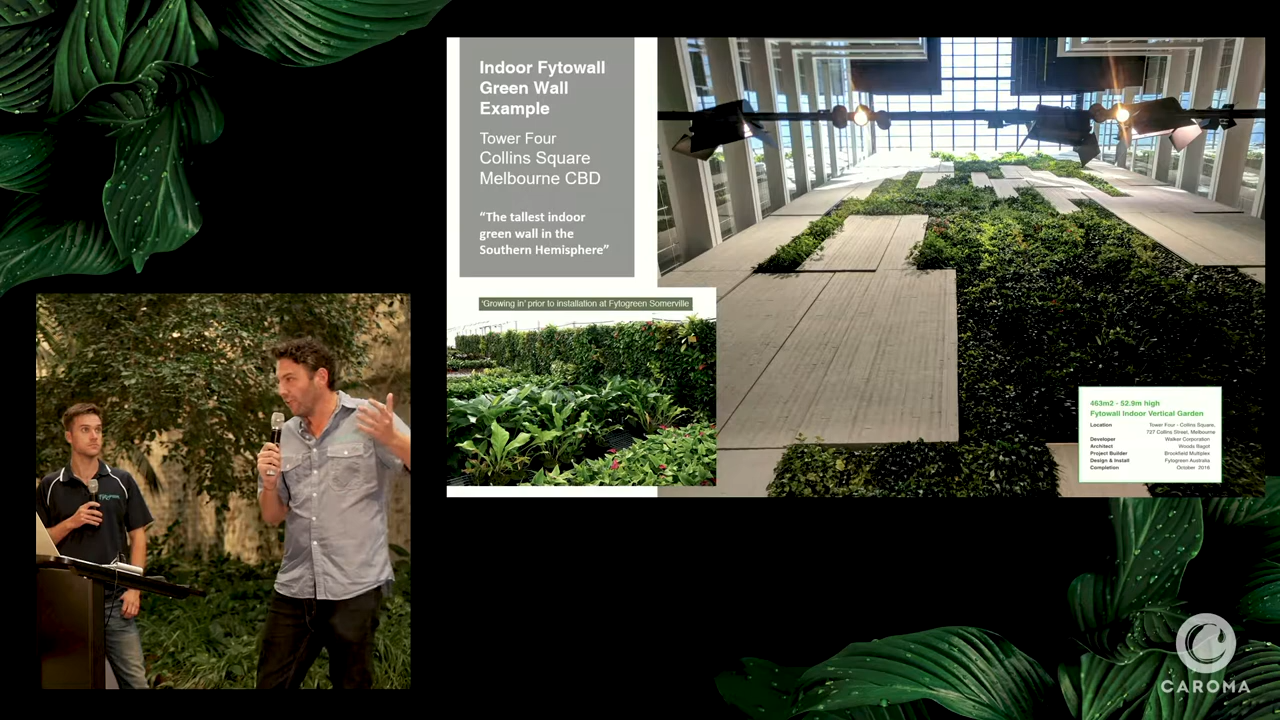 Indoor Fytowall
Green Wall
Example
Tower Four
Collins Square
Melbourne CBD
“The tallest indoor
green wall in the
Southern Hemisphere”
‘Growing in’ prior to installation at Fytogreen Somerville
463m2 - 52.9m high
Fytowall Indoor Vertical Garden
Location Tower Four - Collins Square,
727 Collins Street, Melbourne
Developer Walker Corporation
Architect Woods Bagot
Project Builder Brookfield Multiplex
Design & Install Fytogreen Australia
Completion October 2018
CAROMA